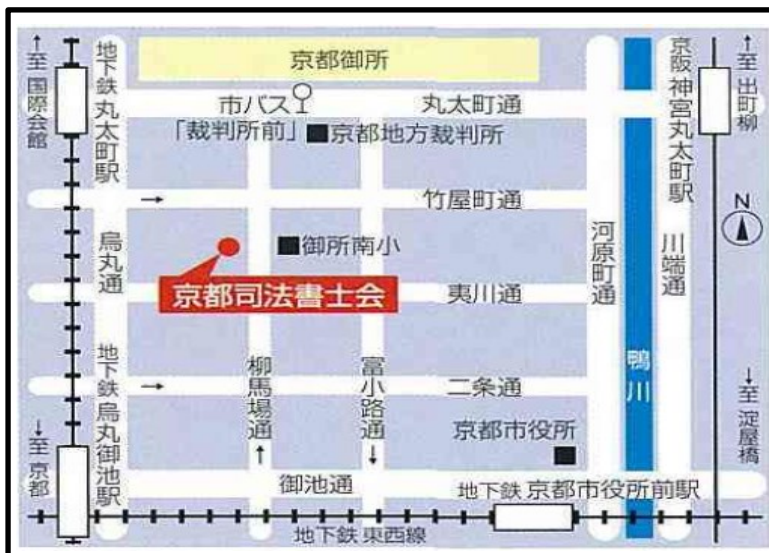 ↑至 国際会館
地下鉄 丸太町駅
京都御所
京阪 神宮丸太町駅
↑至 出町柳
市バス
丸太町通
「裁判所前」
■京都地方裁判所
N
→
竹屋町通
烏丸通
■御所南小
河原町通
川端通
京都司法書士会
夷川通
鴨川
地下鉄 烏丸御池駅
→
柳馬場通↑
富小路通↓
二条通
↓至 京都
京都市役所
■
↓至 淀屋橋
御池通
地下鉄 京都市役所前駅
地下鉄 東西線